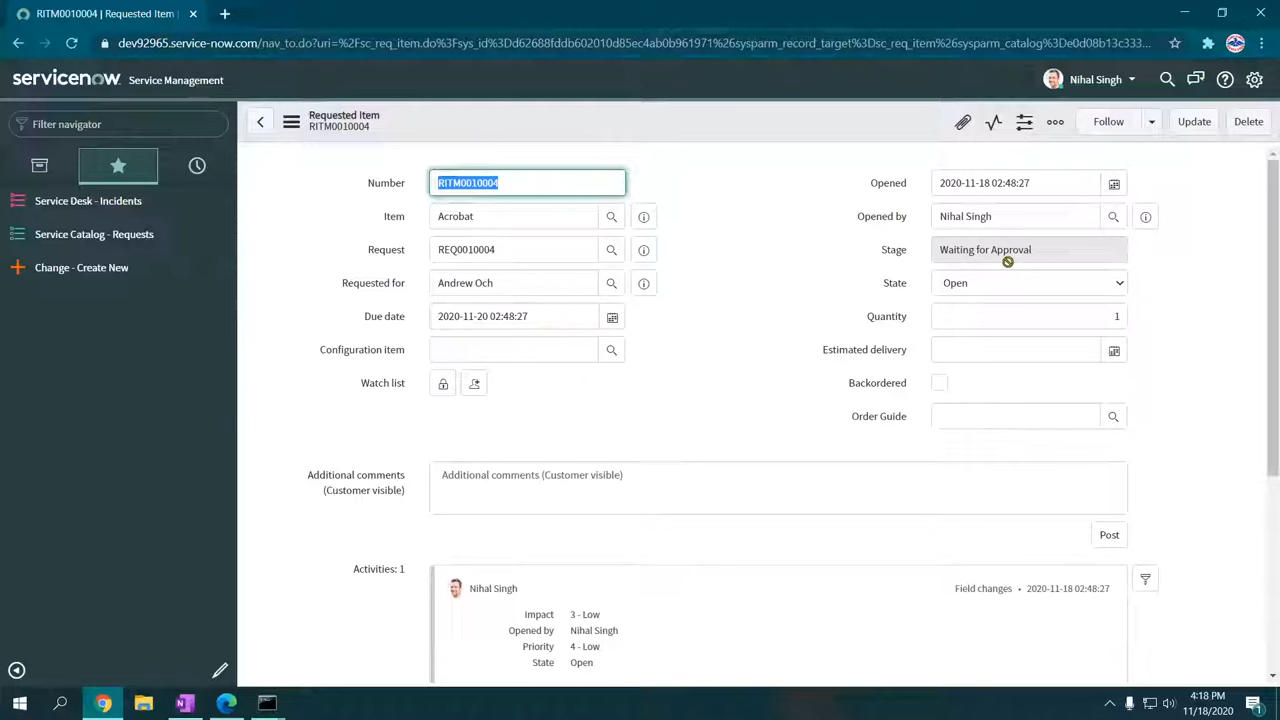 RITM0010004 | Requested Item |
dev92965.service-now.com/nav_to.do?uri=%2Fsc_req_item.do%3Fsys_id%3Dd62688fdb602010d85ec4ab0b961971%26sysparm_record_target%3Dsc_req_item%26sysparm_catalog%3De0d08b13c333...
servicenow Service Management
Nihal Singh
Filter navigator
Service Desk - Incidents
Service Catalog - Requests
Change - Create New
Requested Item
RITM0010004
Follow
Update
Delete
Number RITM0010004
Item Acrobat
Request REQ0010004
Requested for Andrew Och
Due date 2020-11-20 02:48:27
Configuration item
Watch list
Opened 2020-11-18 02:48:27
Opened by Nihal Singh
Stage Waiting for Approval
State Open
Quantity 1
Estimated delivery
Backordered
Order Guide
Additional comments
(Customer visible)
Additional comments (Customer visible)
Post
Activities: 1
Nihal Singh
Field changes • 2020-11-18 02:48:27
Impact 3 - Low
Opened by Nihal Singh
Priority 4 - Low
State Open
4:18 PM
11/18/2020
1